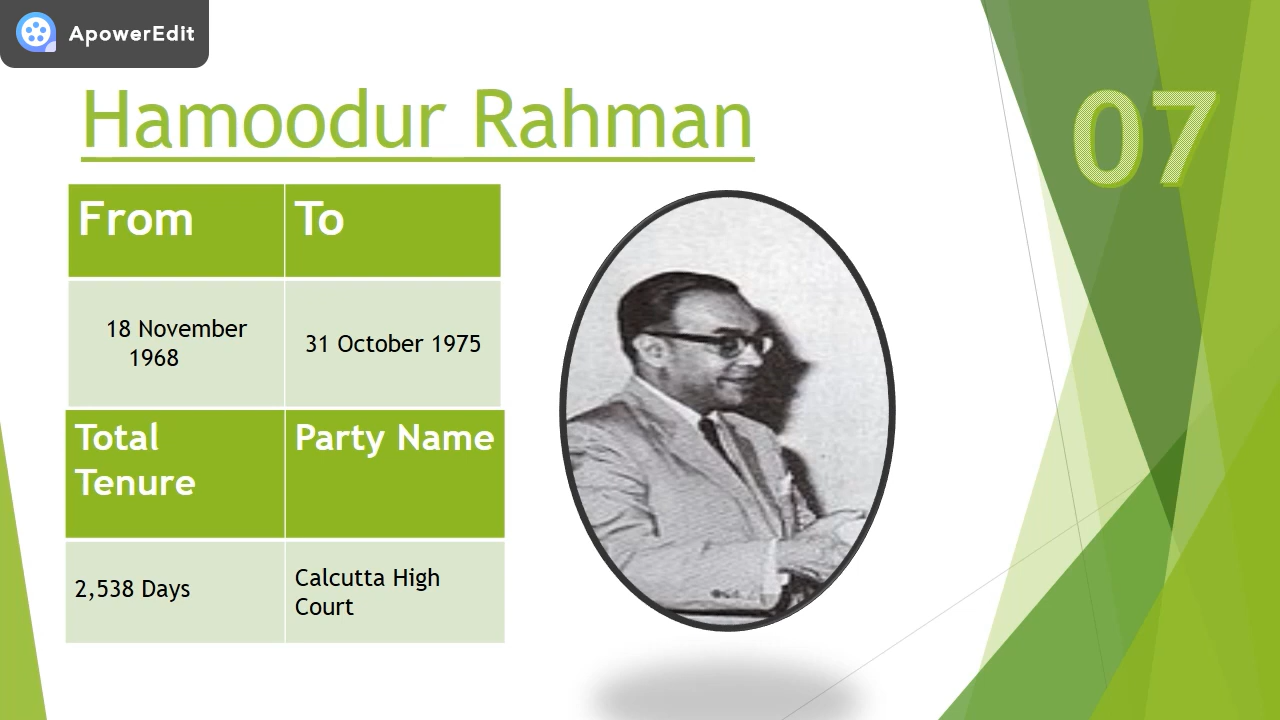 ApowerEdit
Hamoodur Rahman
07
From
To
18 November
1968
31 October 1975
Total
Tenure
Party Name
2,538 Days
Calcutta High
Court